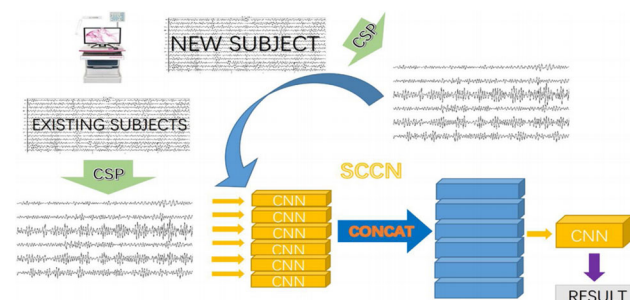 NEW SUBJECT
CSP
EXISTING SUBJECTS
CSP
SCCN
CNN
CNN
CNN
CNN
CNN
CNN
CONCAT
CNN
RESULT